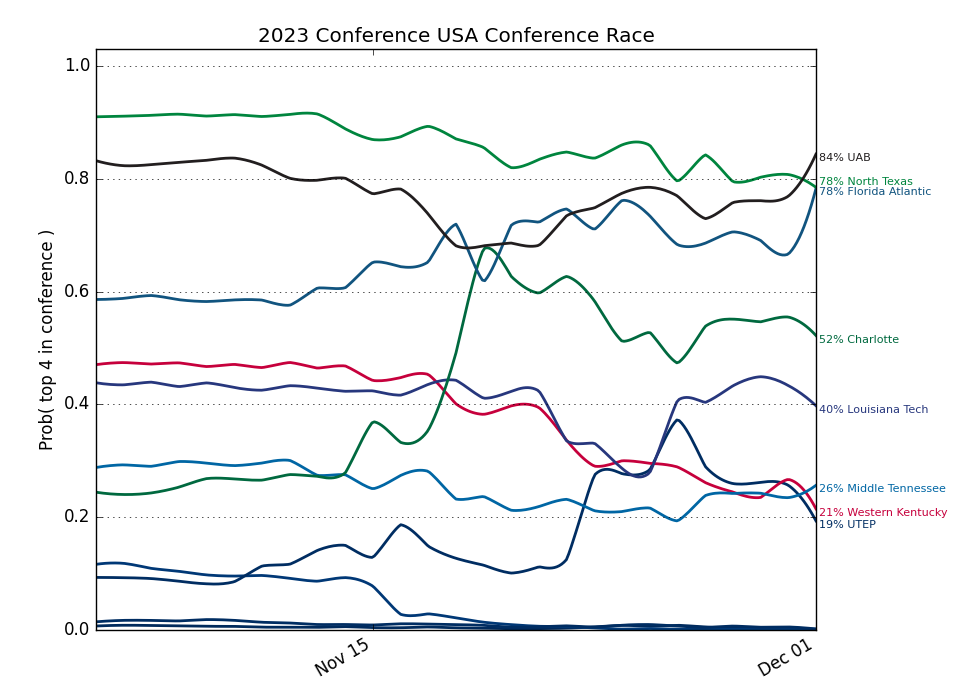 2023 Conference USA Conference Race
Prob( top 4 in conference )
1.0
0.8
0.6
0.4
0.2
0.0
Nov 15
Dec 01
84% UAB
78% North Texas
78% Florida Atlantic
52% Charlotte
40% Louisiana Tech
26% Middle Tennessee
21% Western Kentucky
19% UTEP